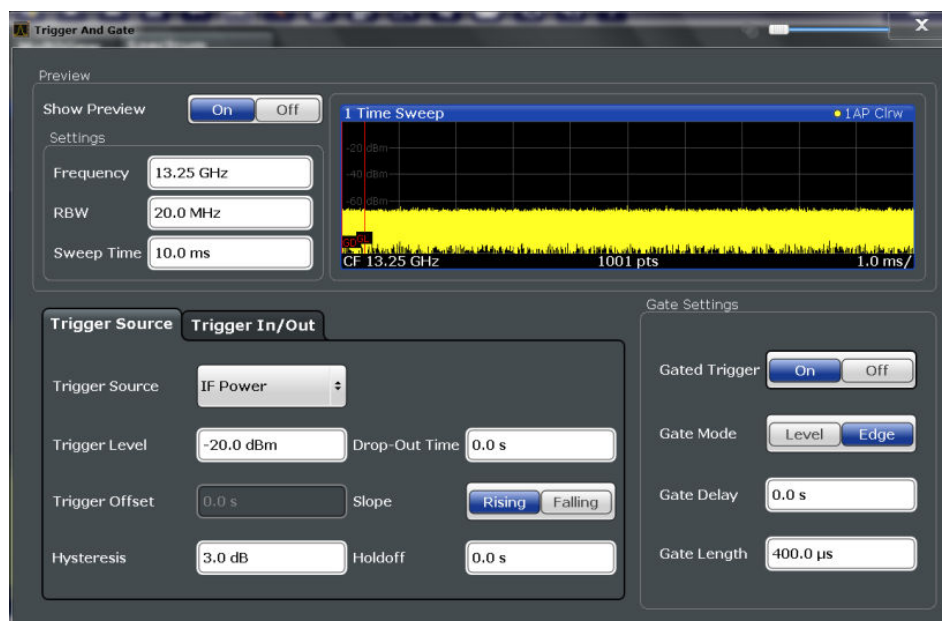 Trigger And Gate
X
Preview
Show Preview On Off
Settings
Frequency 13.25 GHz
RBW 20.0 MHz
Sweep Time 10.0 ms
1 Time Sweep 1AP Clrw
-20 dBm
-40 dBm
-60 dBm
GD GL
CF 13.25 GHz 1001 pts 1.0 ms/
Trigger Source Trigger In/Out
Trigger Source IF Power
Trigger Level -20.0 dBm Drop-Out Time 0.0 s
Trigger Offset 0.0 s Slope Rising Falling
Hysteresis 3.0 dB Holdoff 0.0 s
Gate Settings
Gated Trigger On Off
Gate Mode Level Edge
Gate Delay 0.0 s
Gate Length 400.0 µs